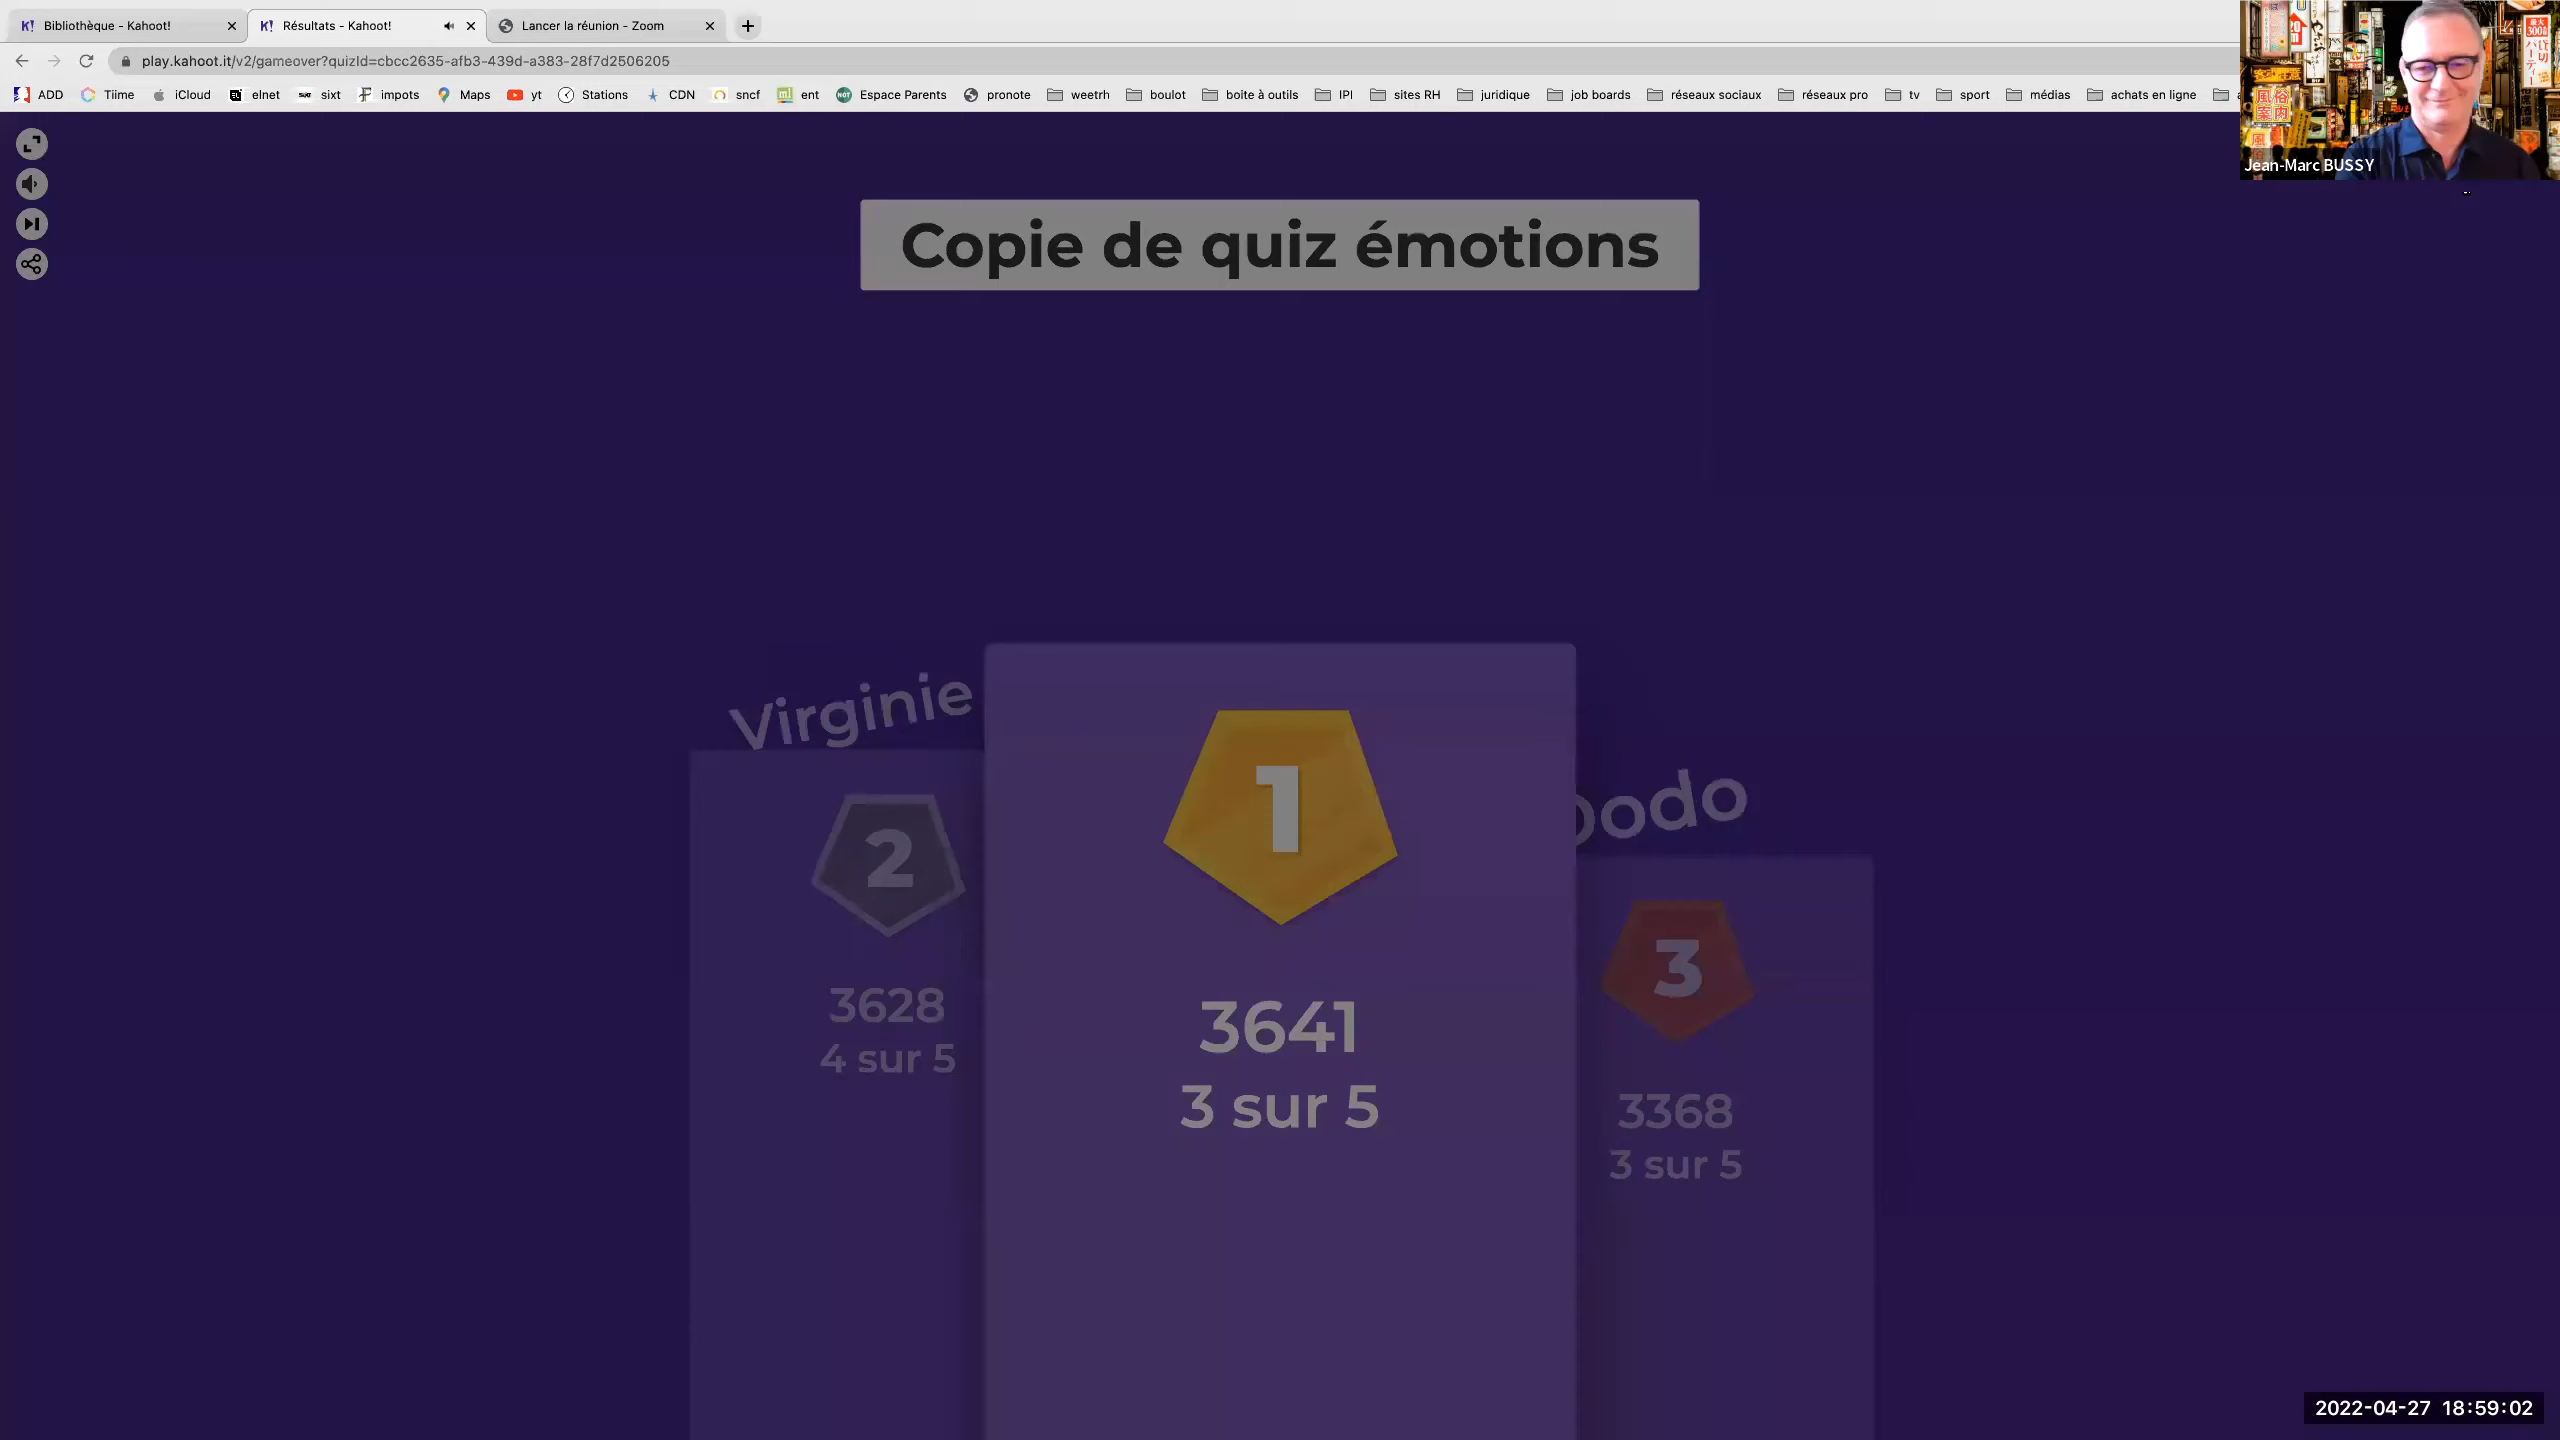 Bibliothèque - Kahoot!
Résultats - Kahoot!
Lancer la réunion - Zoom
play.kahoot.it/v2/gameover?quizId=cbcc2635-afb3-439d-a383-28f7d2506205
ADD Tiime iCloud elnet sixt impots Maps yt Stations CDN sncf ent Espace Parents pronote weetrh boulot boite à outils IPI sites RH juridique job boards réseaux sociaux réseaux pro tv sport médias achats en ligne
Jean-Marc BUSSY
Copie de quiz émotions
Virginie
2
3628
4 sur 5
1
3641
3 sur 5
Dodo
3
3368
3 sur 5
2022-04-27 18:59:02